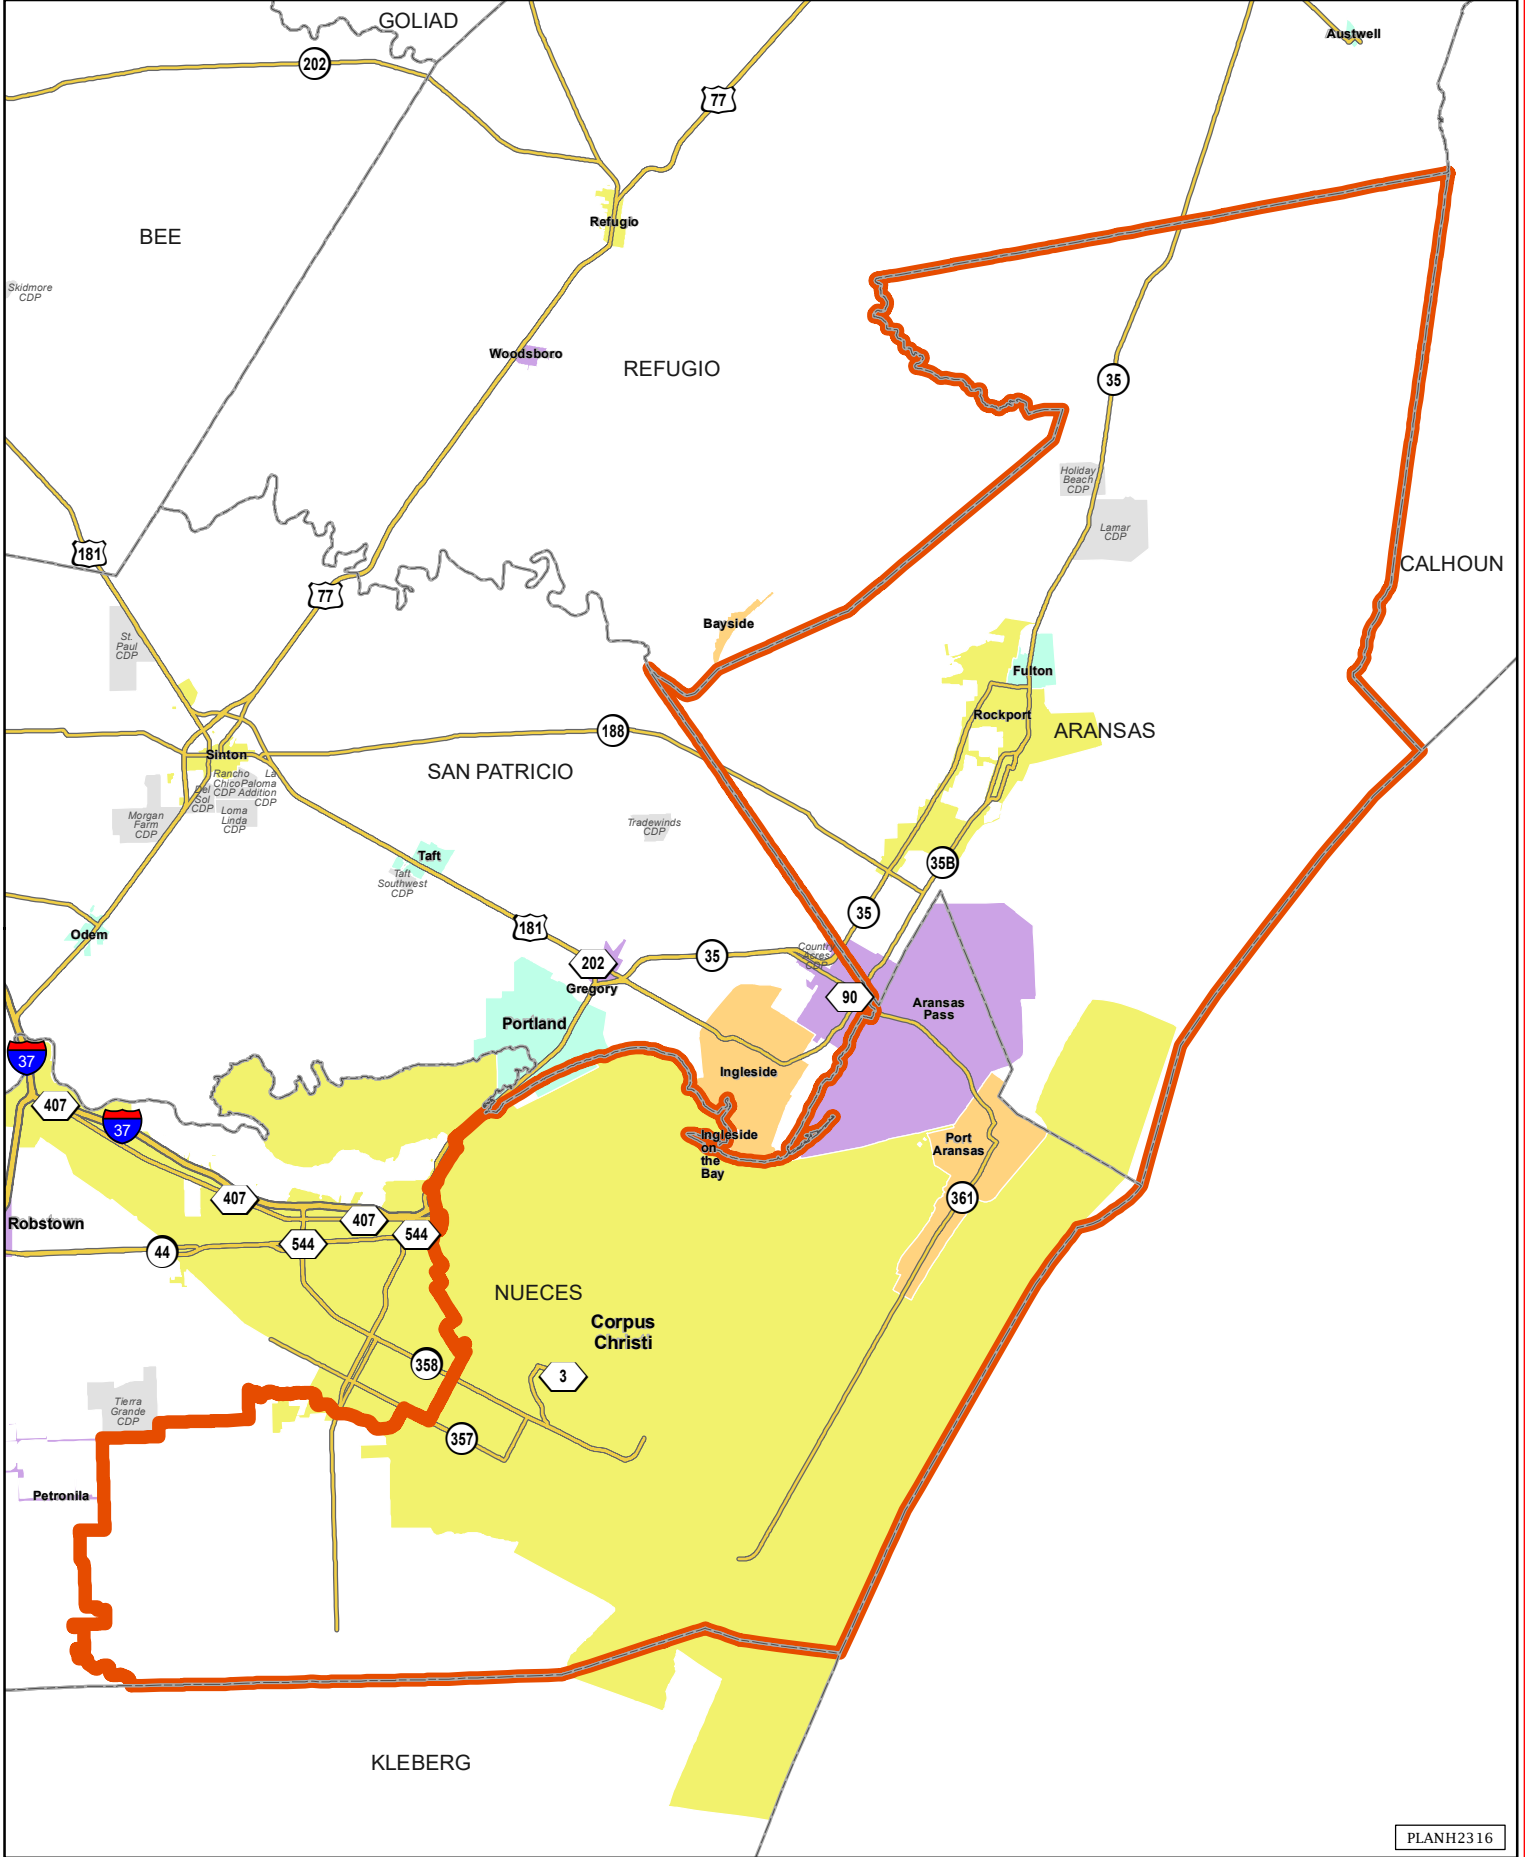 GOLIAD
Austwell
202
77
Refugio
BEE
Skidmore
CDP
Woodsboro
REFUGIO
35
Holiday
Beach
CDP
Lamar
CDP
181
CALHOUN
77
Bayside
St.
Paul
CDP
Fulton
Rockport
188
ARANSAS
Sinton
SAN PATRICIO
Rancho
Chico
CDP
La
Paloma
Addition
CDP
Del
Sol
CDP
Loma
Linda
CDP
Morgan
Farm
CDP
Tradewinds
CDP
Taft
Taft
Southwest
CDP
35B
35
181
Odem
202
35
Country
Acres
CDP
Gregory
90
Aransas
Pass
Portland
37
Ingleside
407
37
Ingleside
on
the
Bay
Port
Aransas
407
361
Robstown
407
544
544
44
NUECES
Corpus
Christi
358
3
Tierra
Grande
CDP
357
Petronila
KLEBERG
PLANH2316